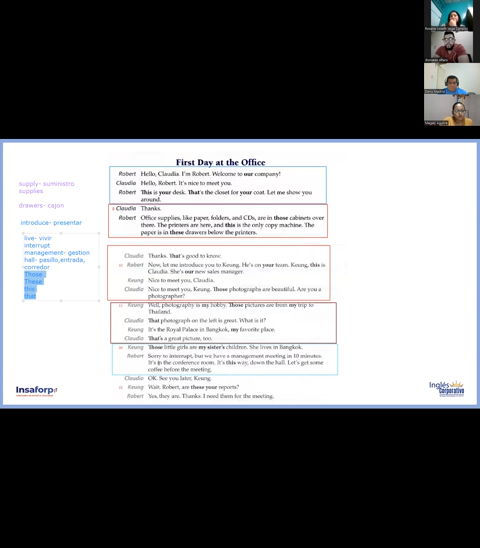 First Day at the Office
Robert Hello, Claudia. I'm Robert. Welcome to our company!
Claudia Hello, Robert. It's nice to meet you.
Robert This is your desk. That's the closet for your coat. Let me show you
around.
5 Claudia Thanks.
Robert Office supplies, like paper, folders, and CDs, are in those cabinets over
there. The printers are here, and this is the only copy machine. The
paper is in these drawers below the printers.
Claudia Thanks. That's good to know.
10 Robert Now, let me introduce you to Keung. He's on your team. Keung, this is
Claudia. She's our new sales manager.
Keung Nice to meet you, Claudia.
Claudia Nice to meet you, Keung. Those photographs are beautiful. Are you a
photographer?
15 Keung Well, photography is my hobby. Those pictures are from my trip to
Thailand.
Claudia That photograph on the left is great. What is it?
Keung It's the Royal Palace in Bangkok, my favorite place.
Claudia That's a great picture, too.
20 Keung Those little girls are my sister's children. She lives in Bangkok.
Robert Sorry to interrupt, but we have a management meeting in 10 minutes.
It's in the conference room. It's this way, down the hall. Let's get some
coffee before the meeting.
Claudia OK. See you later, Keung.
25 Keung Wait. Robert, are these your reports?
Robert Yes, they are. Thanks. I need them for the meeting.
supply- suministro
supplies
drawers- cajon
introduce- presentar
live- vivir
interrupt
management- gestion
hall- pasillo,entrada,
corredor
Those
These
this
that
Insaforp
Inglés
Corporative